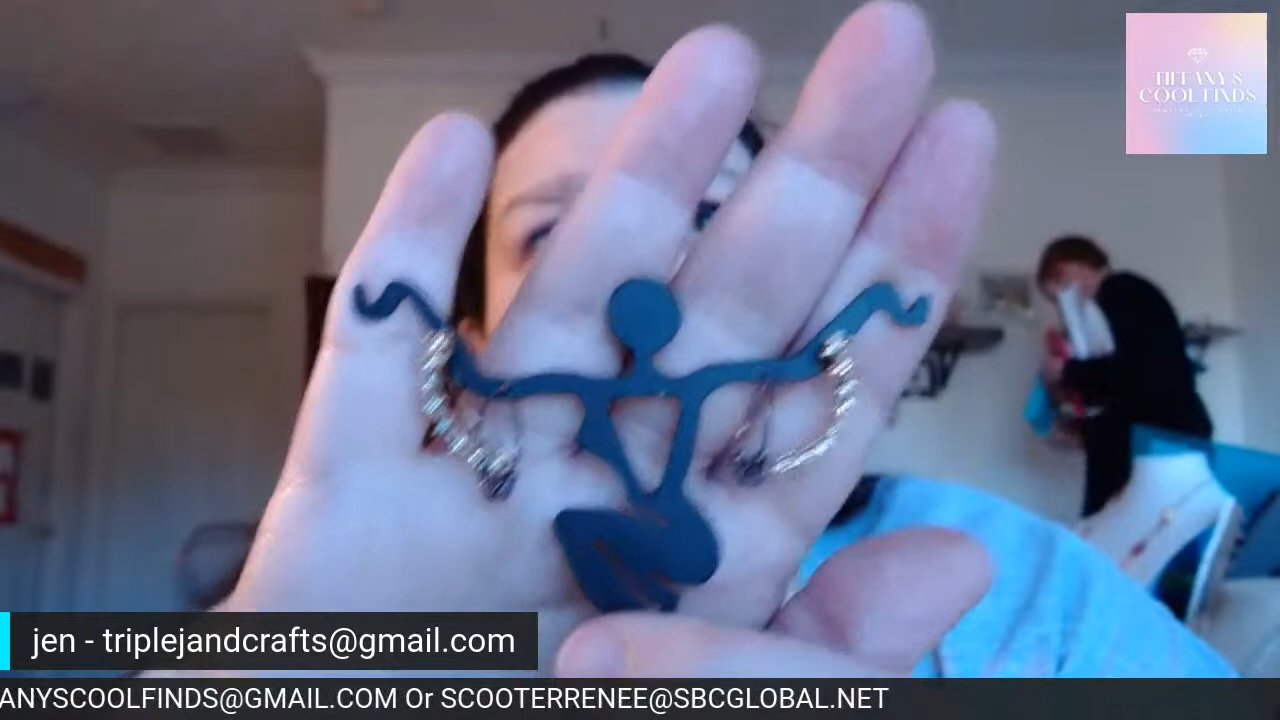 TIFFANY'S
COOL FINDS
jen - triplejandcrafts@gmail.com
ANYSCOOLFINDS@GMAIL.COM Or SCOOTERRENEE@SBCGLOBAL.NET